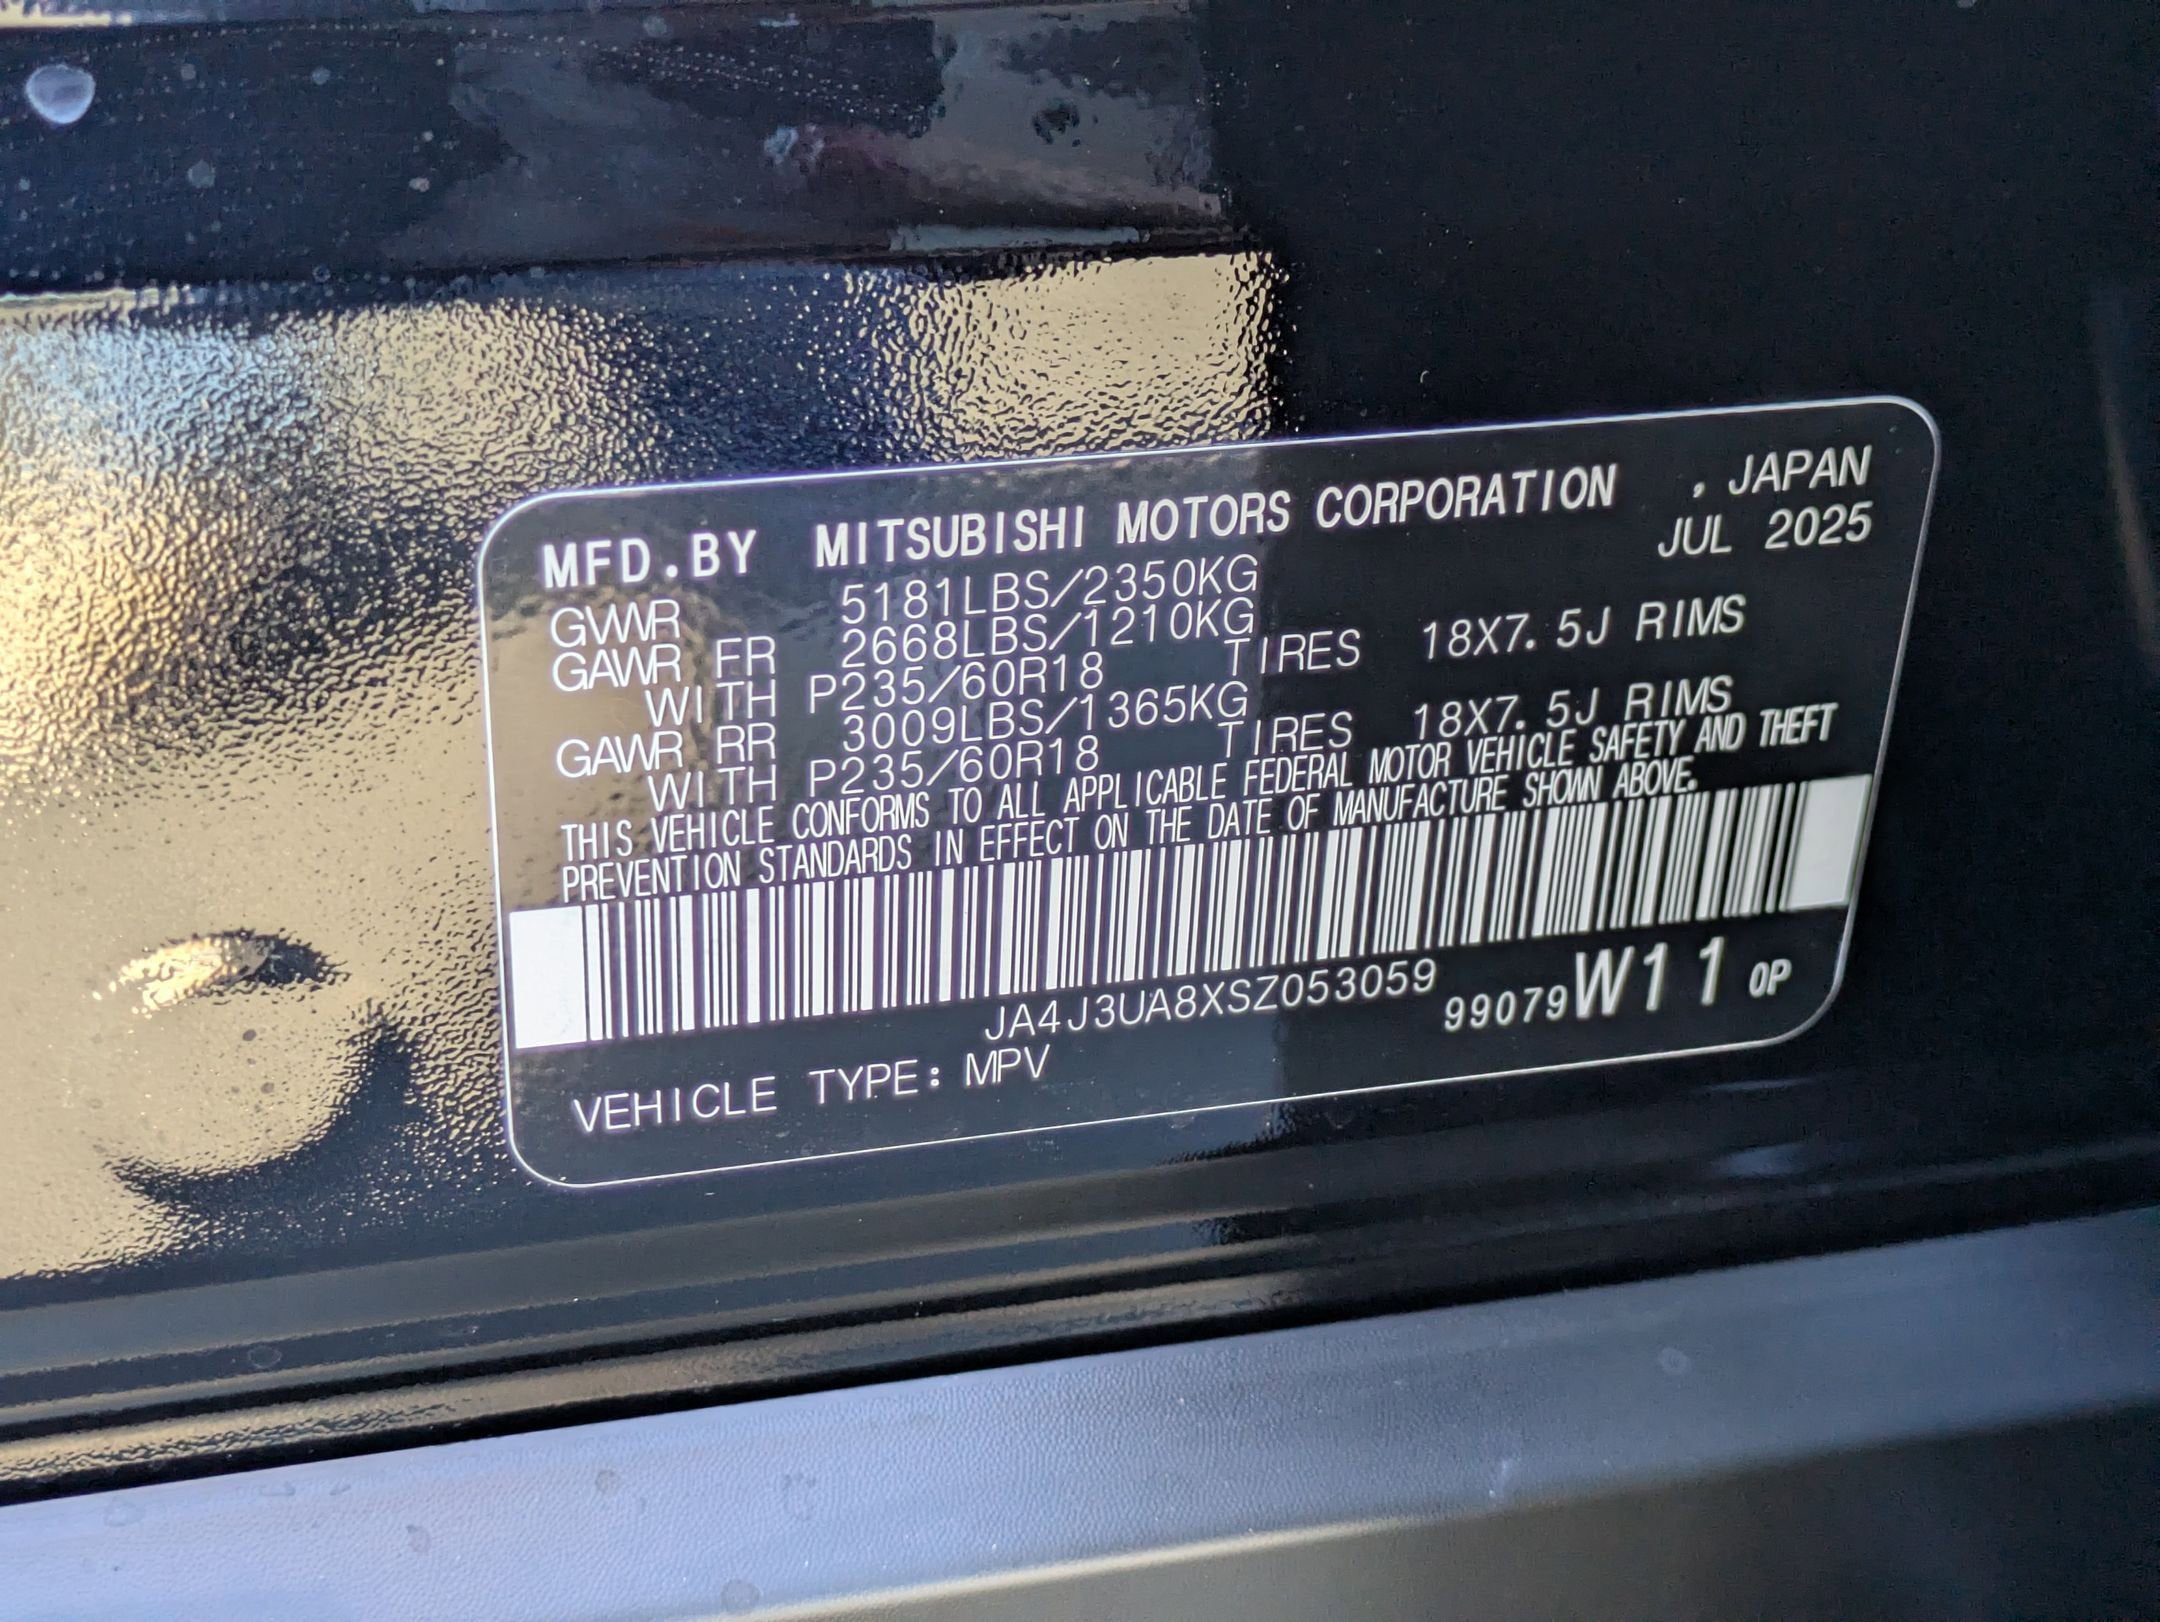 MFD.BY MITSUBISHI MOTORS CORPORATION , JAPAN
JUL 2025
GVWR 5181LBS/2350KG
GAWR FR 2668LBS/1210KG
WITH P235/60R18 TIRES 18X7.5J RIMS
GAWR RR 3009LBS/1365KG
WITH P235/60R18 TIRES 18X7.5J RIMS
THIS VEHICLE CONFORMS TO ALL APPLICABLE FEDERAL MOTOR VEHICLE SAFETY AND THEFT
PREVENTION STANDARDS IN EFFECT ON THE DATE OF MANUFACTURE SHOWN ABOVE.
JA4J3UA8XSZ053059
99079W11 0P
VEHICLE TYPE: MPV